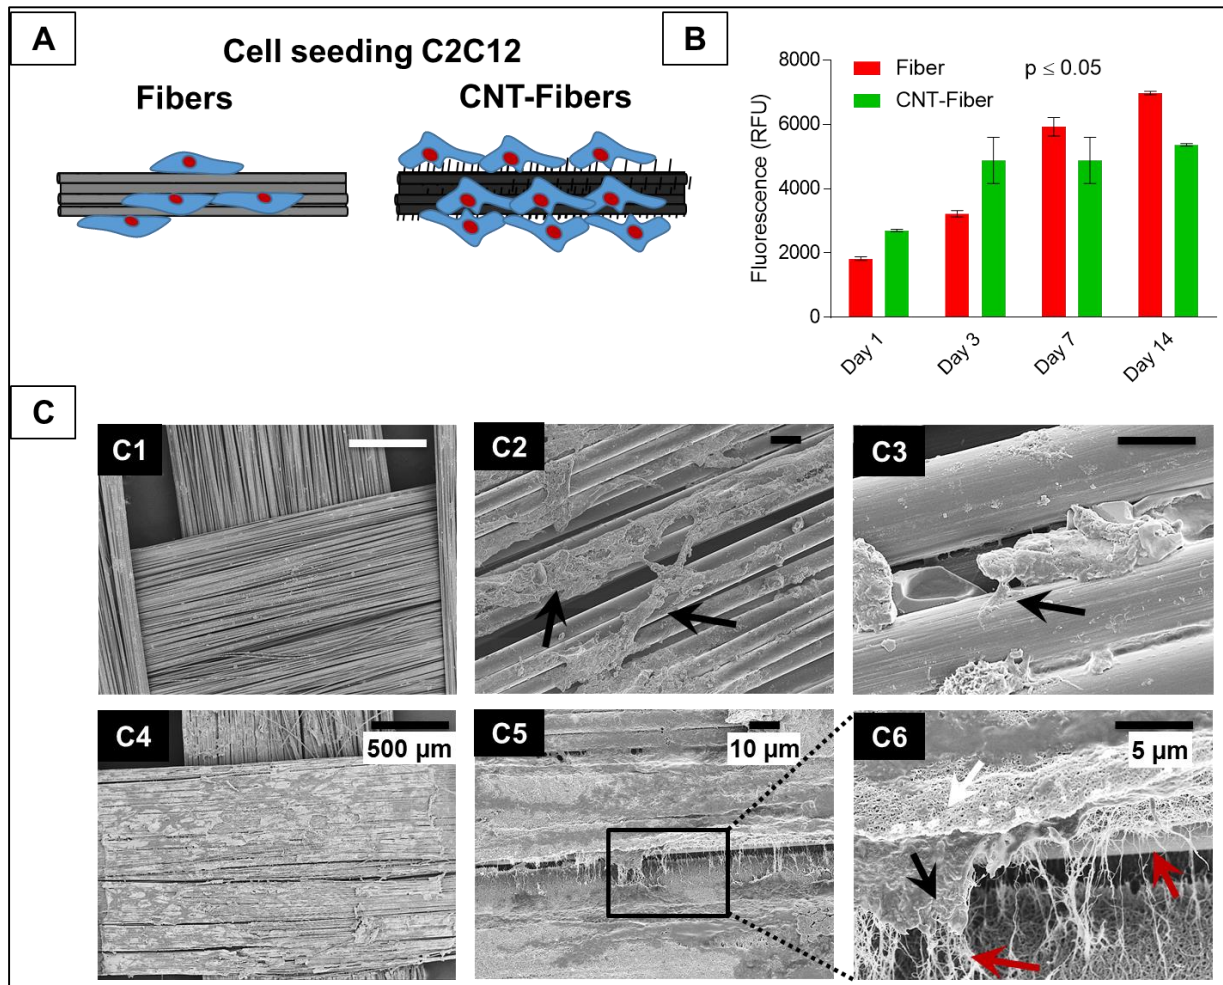 A
Cell seeding C2C12
Fibers
CNT-Fibers
B
8000
6000
4000
2000
0
Fluorescence (RFU)
Fiber
CNT-Fiber
p ≤ 0.05
Day 1
Day 3
Day 7
Day 14
C
C1
C2
C3
C4
500 µm
C5
10 µm
C6
5 µm